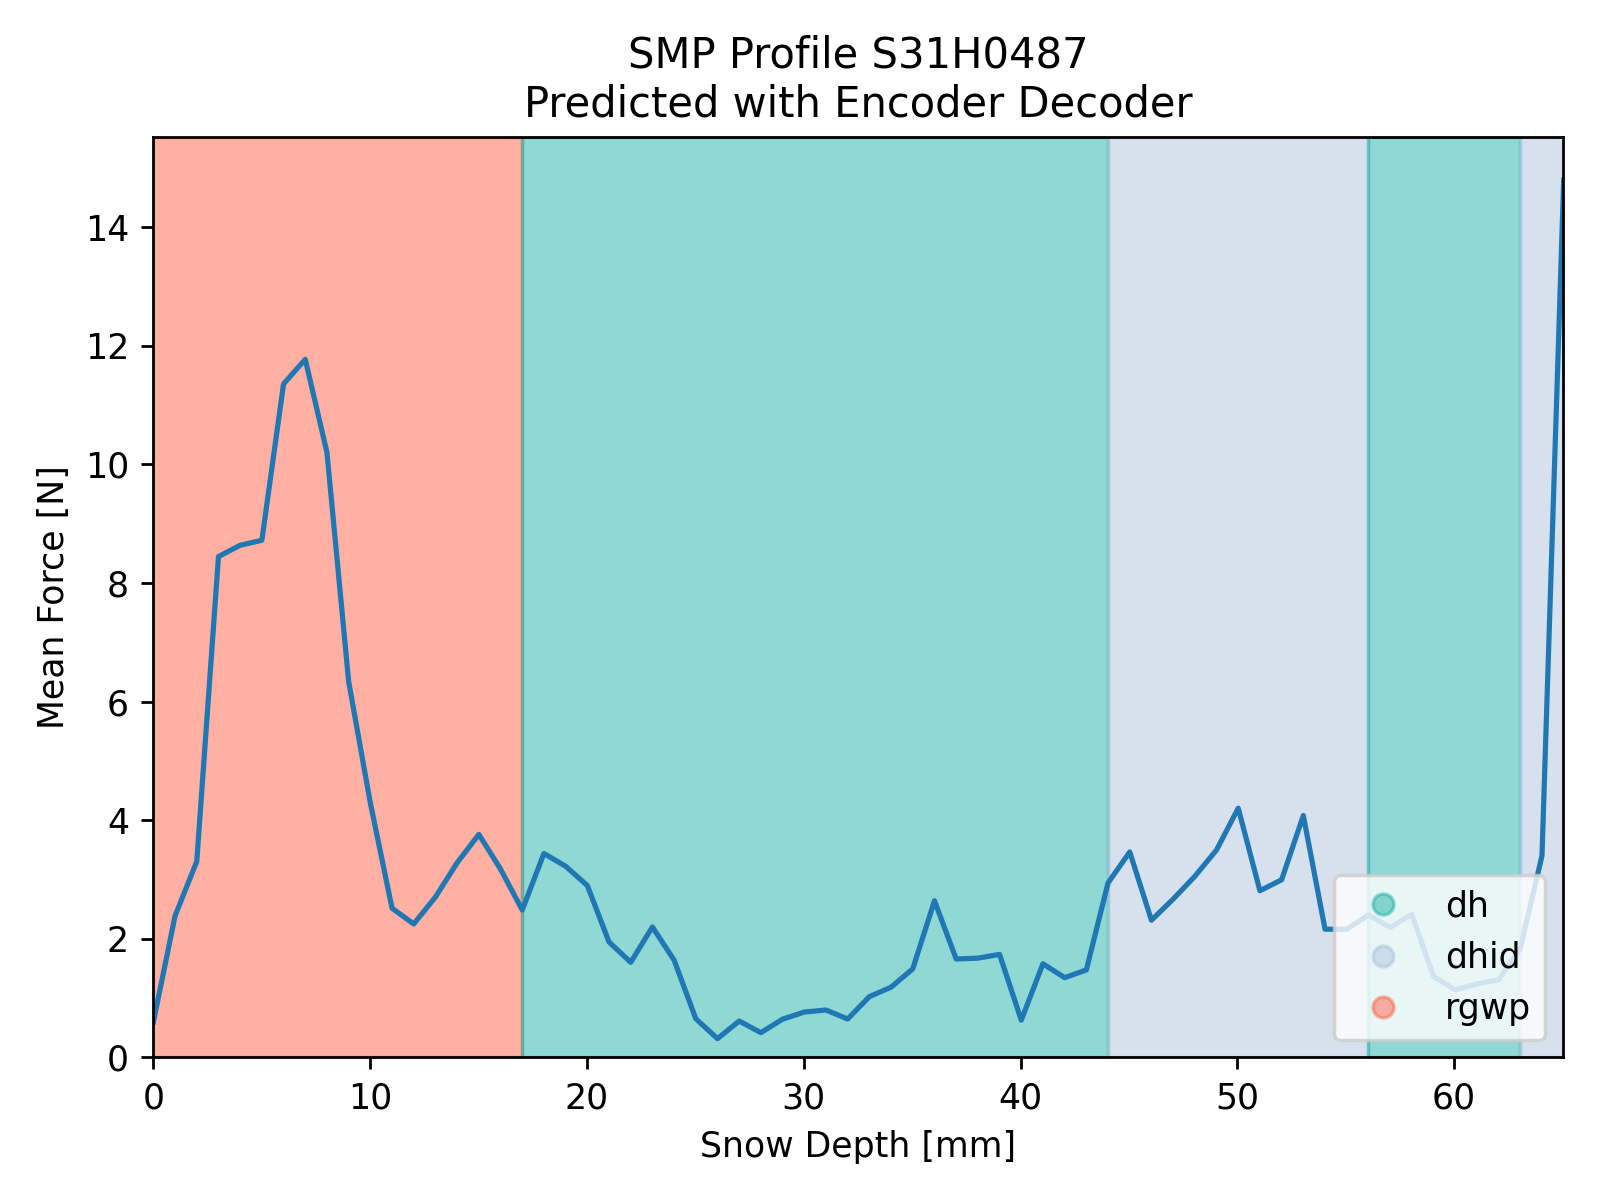 SMP Profile S31H0487
Predicted with Encoder Decoder
Mean Force [N]
14
12
10
8
6
4
2
0
0 10 20 30 40 50 60
Snow Depth [mm]
dh
dhid
rgwp